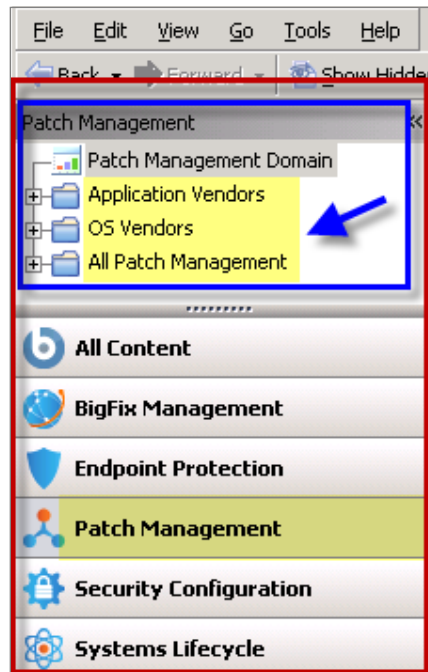 File Edit View Go Tools Help
Back Forward Show Hidde
Patch Management
Patch Management Domain
Application Vendors
OS Vendors
All Patch Management
All Content
BigFix Management
Endpoint Protection
Patch Management
Security Configuration
Systems Lifecycle